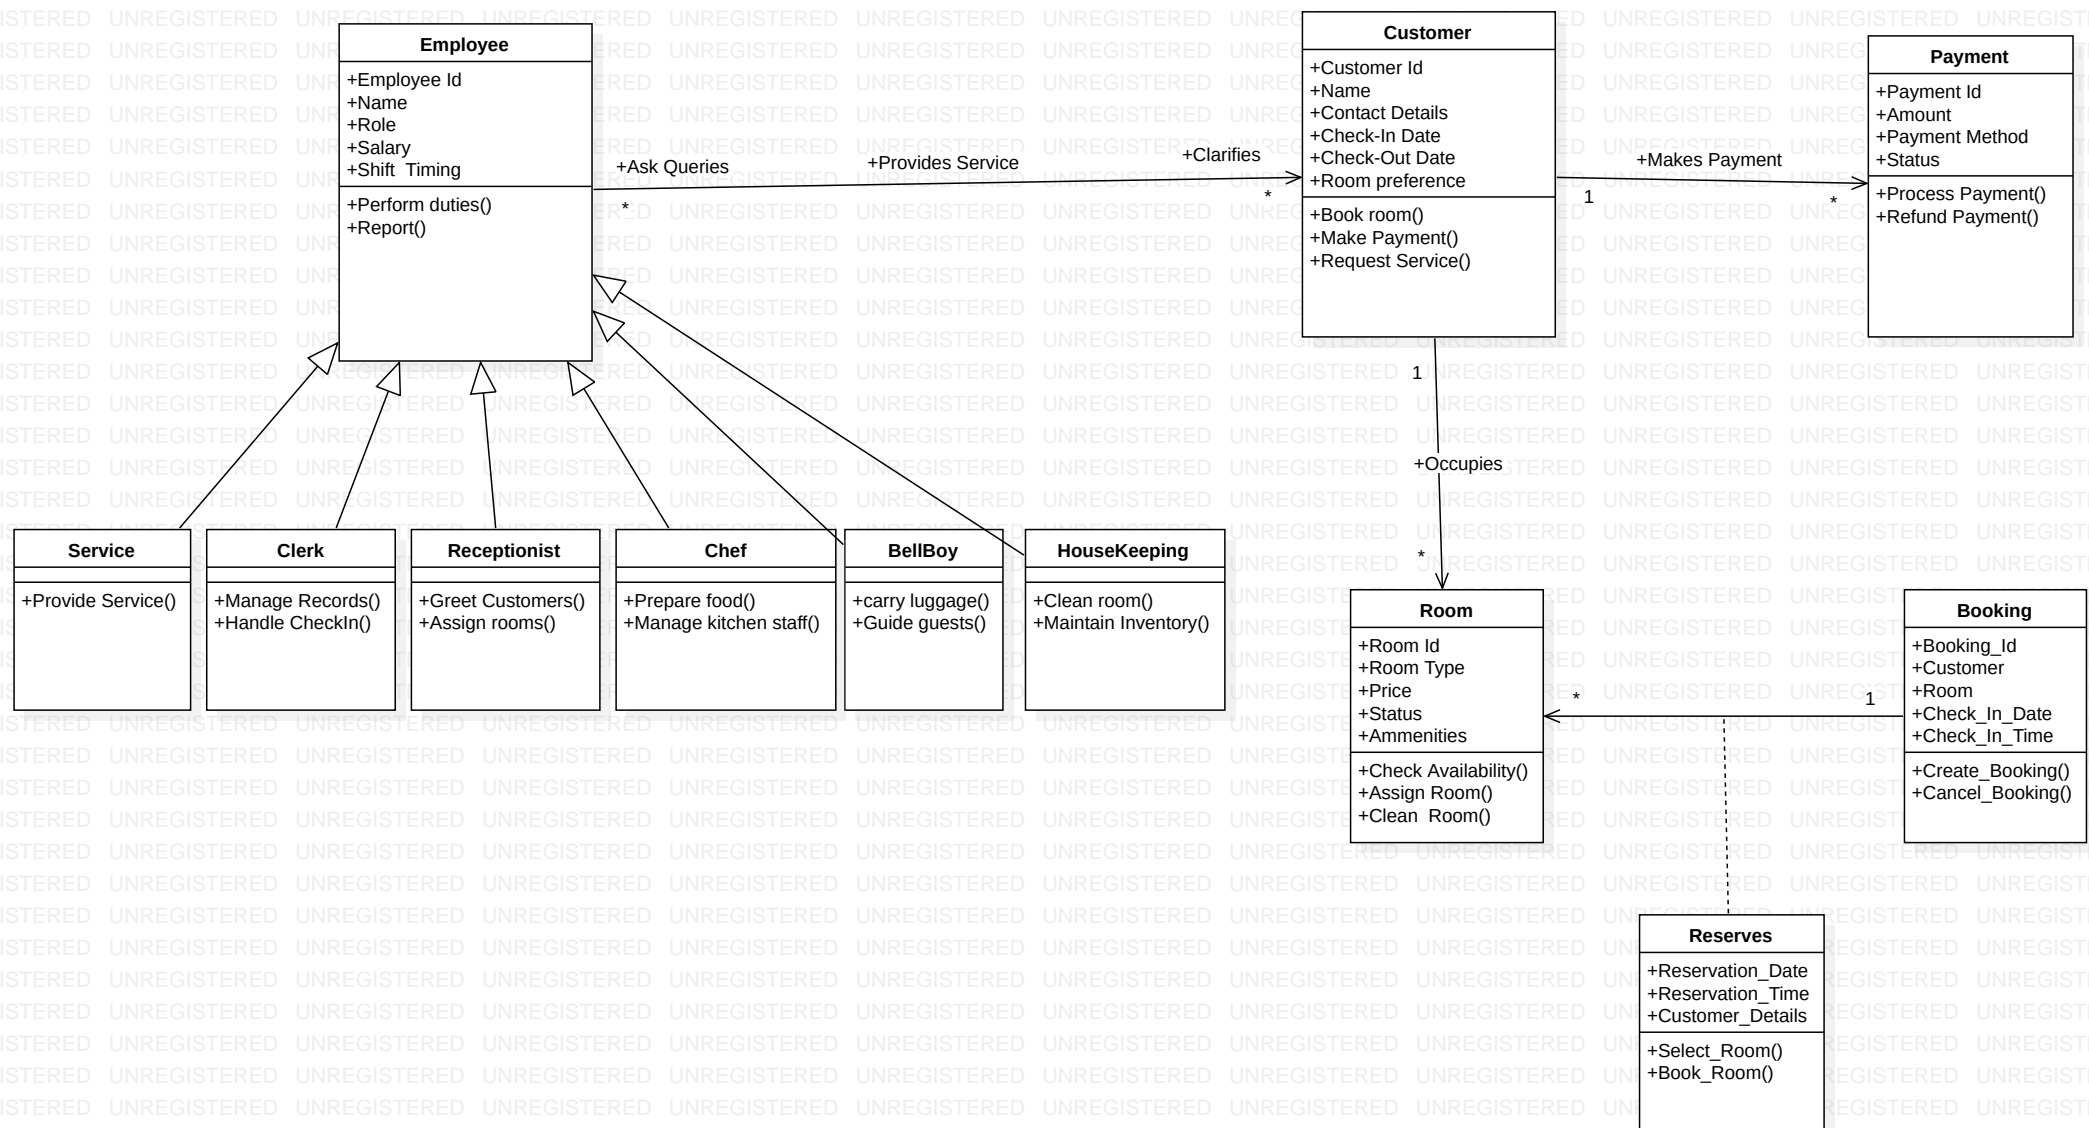 Employee
+Employee Id
+Name
+Role
+Salary
+Shift  Timing
+Perform duties()
+Report()
+Ask Queries
*
+Provides Service
+Clarifies
*
Customer
+Customer Id
+Name
+Contact Details
+Check-In Date
+Check-Out Date
+Room preference
+Book room()
+Make Payment()
+Request Service()
1
+Makes Payment
*
Payment
+Payment Id
+Amount
+Payment Method
+Status
+Process Payment()
+Refund Payment()
1
+Occupies
*
Service
+Provide Service()
Clerk
+Manage Records()
+Handle CheckIn()
Receptionist
+Greet Customers()
+Assign rooms()
Chef
+Prepare food()
+Manage kitchen staff()
BellBoy
+carry luggage()
+Guide guests()
HouseKeeping
+Clean room()
+Maintain Inventory()
Room
+Room Id
+Room Type
+Price
+Status
+Ammenities
+Check Availability()
+Assign Room()
+Clean  Room()
*
1
Booking
+Booking_Id
+Customer
+Room
+Check_In_Date
+Check_In_Time
+Create_Booking()
+Cancel_Booking()
Reserves
+Reservation_Date
+Reservation_Time
+Customer_Details
+Select_Room()
+Book_Room()
UNREGISTERED